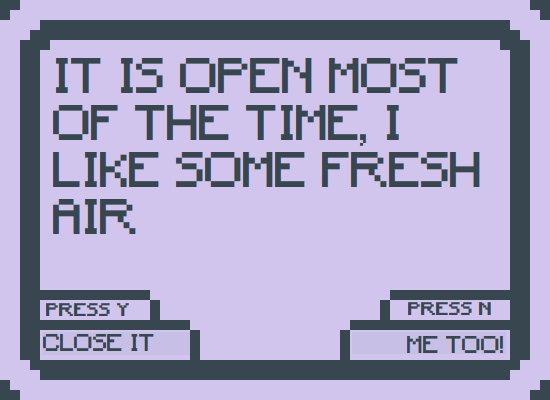 IT IS OPEN MOST
OF THE TIME, I
LIKE SOME FRESH
AIR
PRESS Y
PRESS N
CLOSE IT
ME TOO!